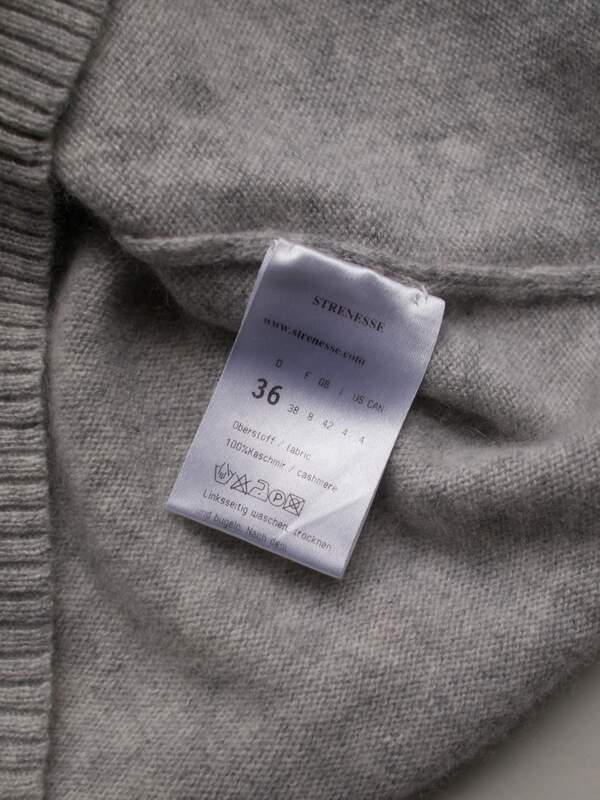 STRENESSE
www.strenesse.com
D F GB I US CAN
36 38 8 42 4 4
Oberstoff / fabric
100%Kaschmir / cashmere
P
Linksseitig waschen, trocknen
und bügeln. Nach dem